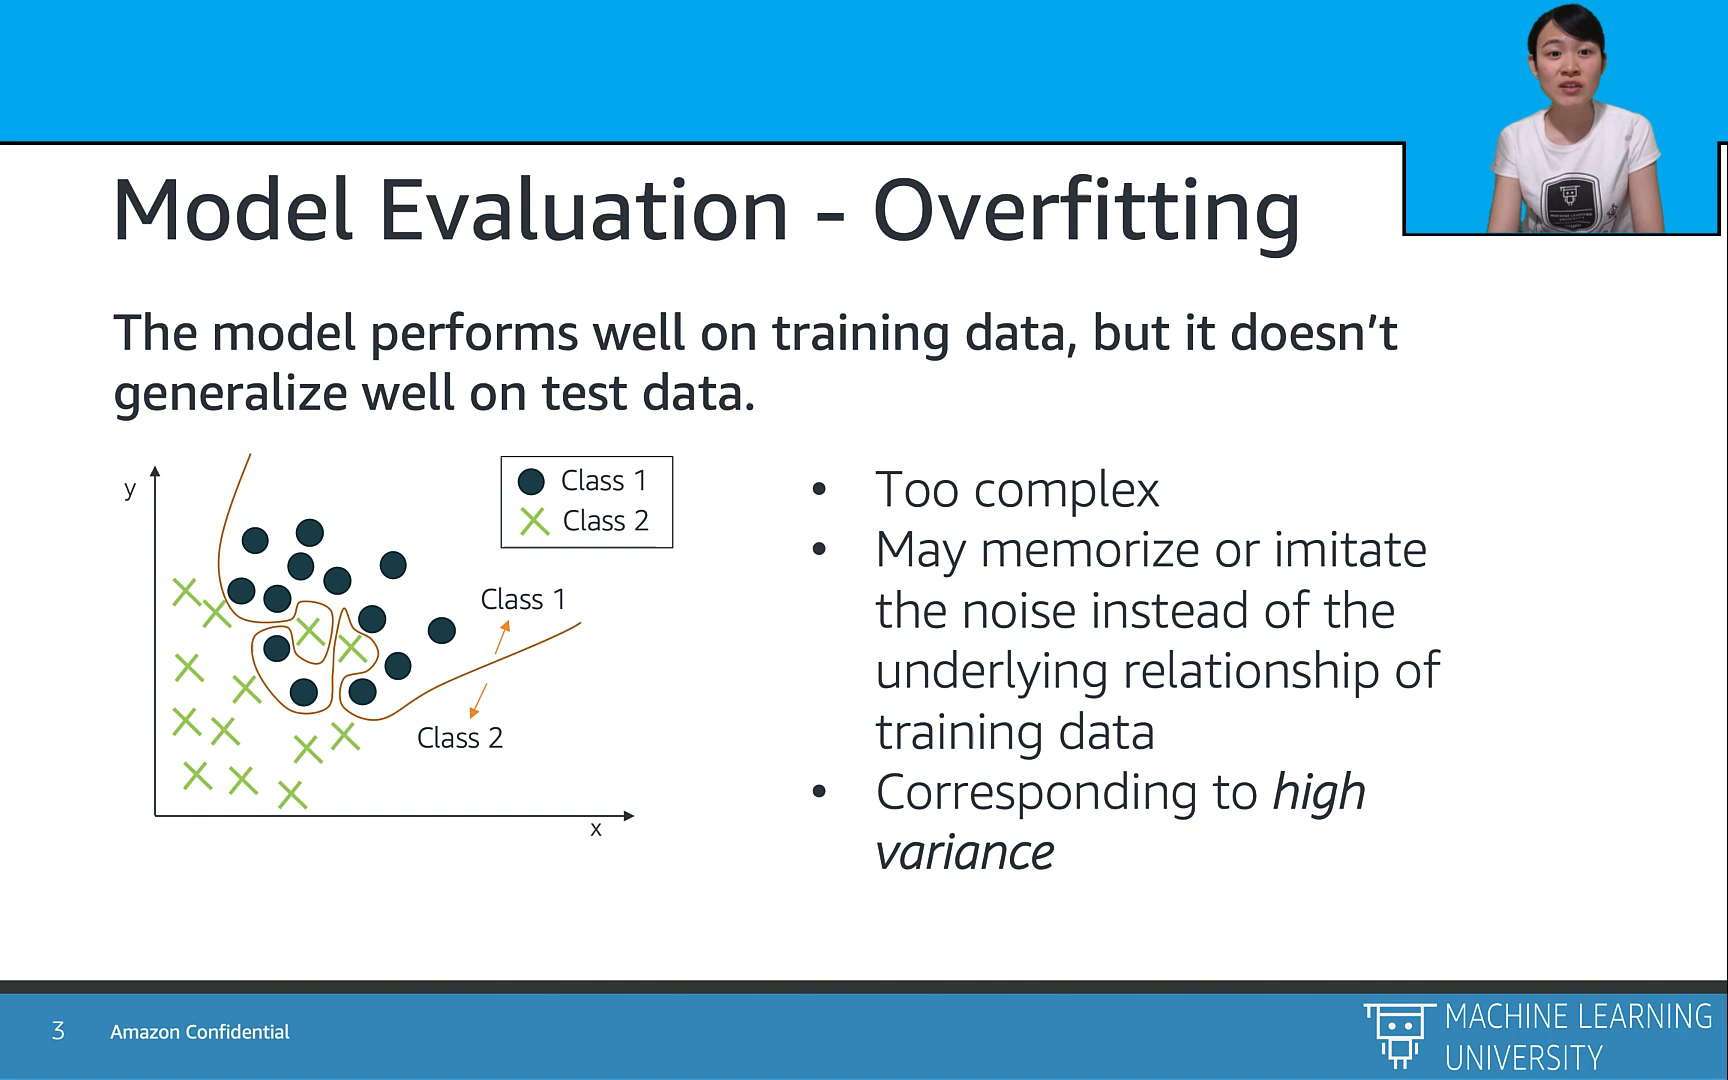 Model Evaluation - Overfitting
The model performs well on training data, but it doesn't
generalize well on test data.
y
Class 1
Class 2
Class 1
Class 2
x
• Too complex
• May memorize or imitate
the noise instead of the
underlying relationship of
training data
• Corresponding to high
variance
3
Amazon Confidential
MACHINE LEARNING
UNIVERSITY